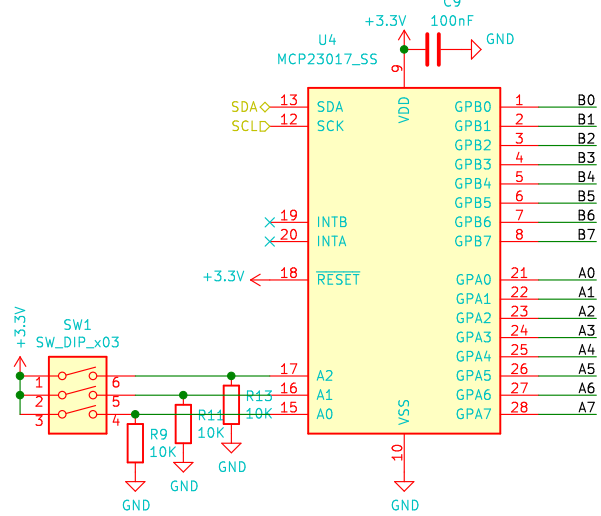 C9
100nF
+3.3V
GND
U4
MCP23017_SS
9
VDD
SDA
13
SDA
SCL
12
SCK
19
INTB
20
INTA
+3.3V
18
RESET
17
A2
16
A1
15
A0
VSS
10
GND
GPB0
1
B0
GPB1
2
B1
GPB2
3
B2
GPB3
4
B3
GPB4
5
B4
GPB5
6
B5
GPB6
7
B6
GPB7
8
B7
GPA0
21
A0
GPA1
22
A1
GPA2
23
A2
GPA3
24
A3
GPA4
25
A4
GPA5
26
A5
GPA6
27
A6
GPA7
28
A7
+3.3V
SW1
SW_DIP_x03
1
6
2
5
3
4
R13
10K
GND
R11
10K
GND
R9
10K
GND